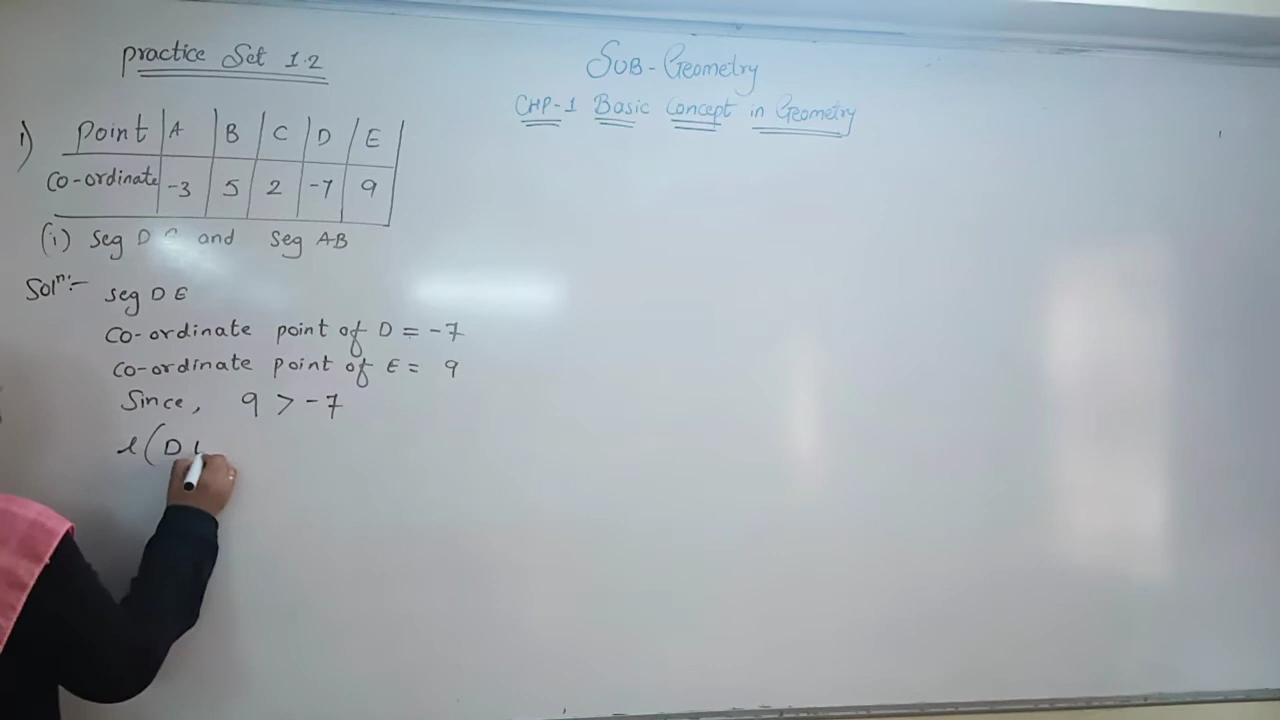 practice Set 1.2
SUB-Geometry
CHP-1 Basic Concept in Geometry
1) Point A B C D E
co-ordinate -3 5 2 -7 9
(i) seg D and seg AB
Solⁿ:- seg DE
co-ordinate point of D = -7
co-ordinate point of E = 9
Since, 9 > -7
l(D